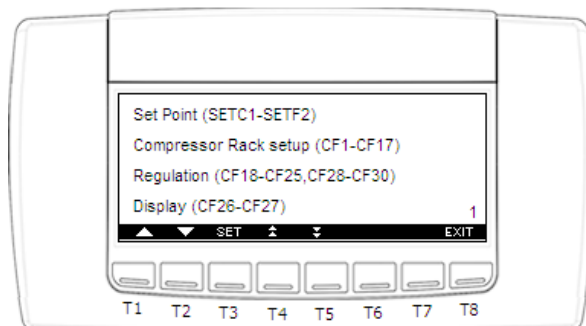 Set Point (SETC1-SETF2)
Compressor Rack setup (CF1-CF17)
Regulation (CF18-CF25,CF28-CF30)
Display (CF26-CF27)
1
SET EXIT
T1 T2 T3 T4 T5 T6 T7 T8